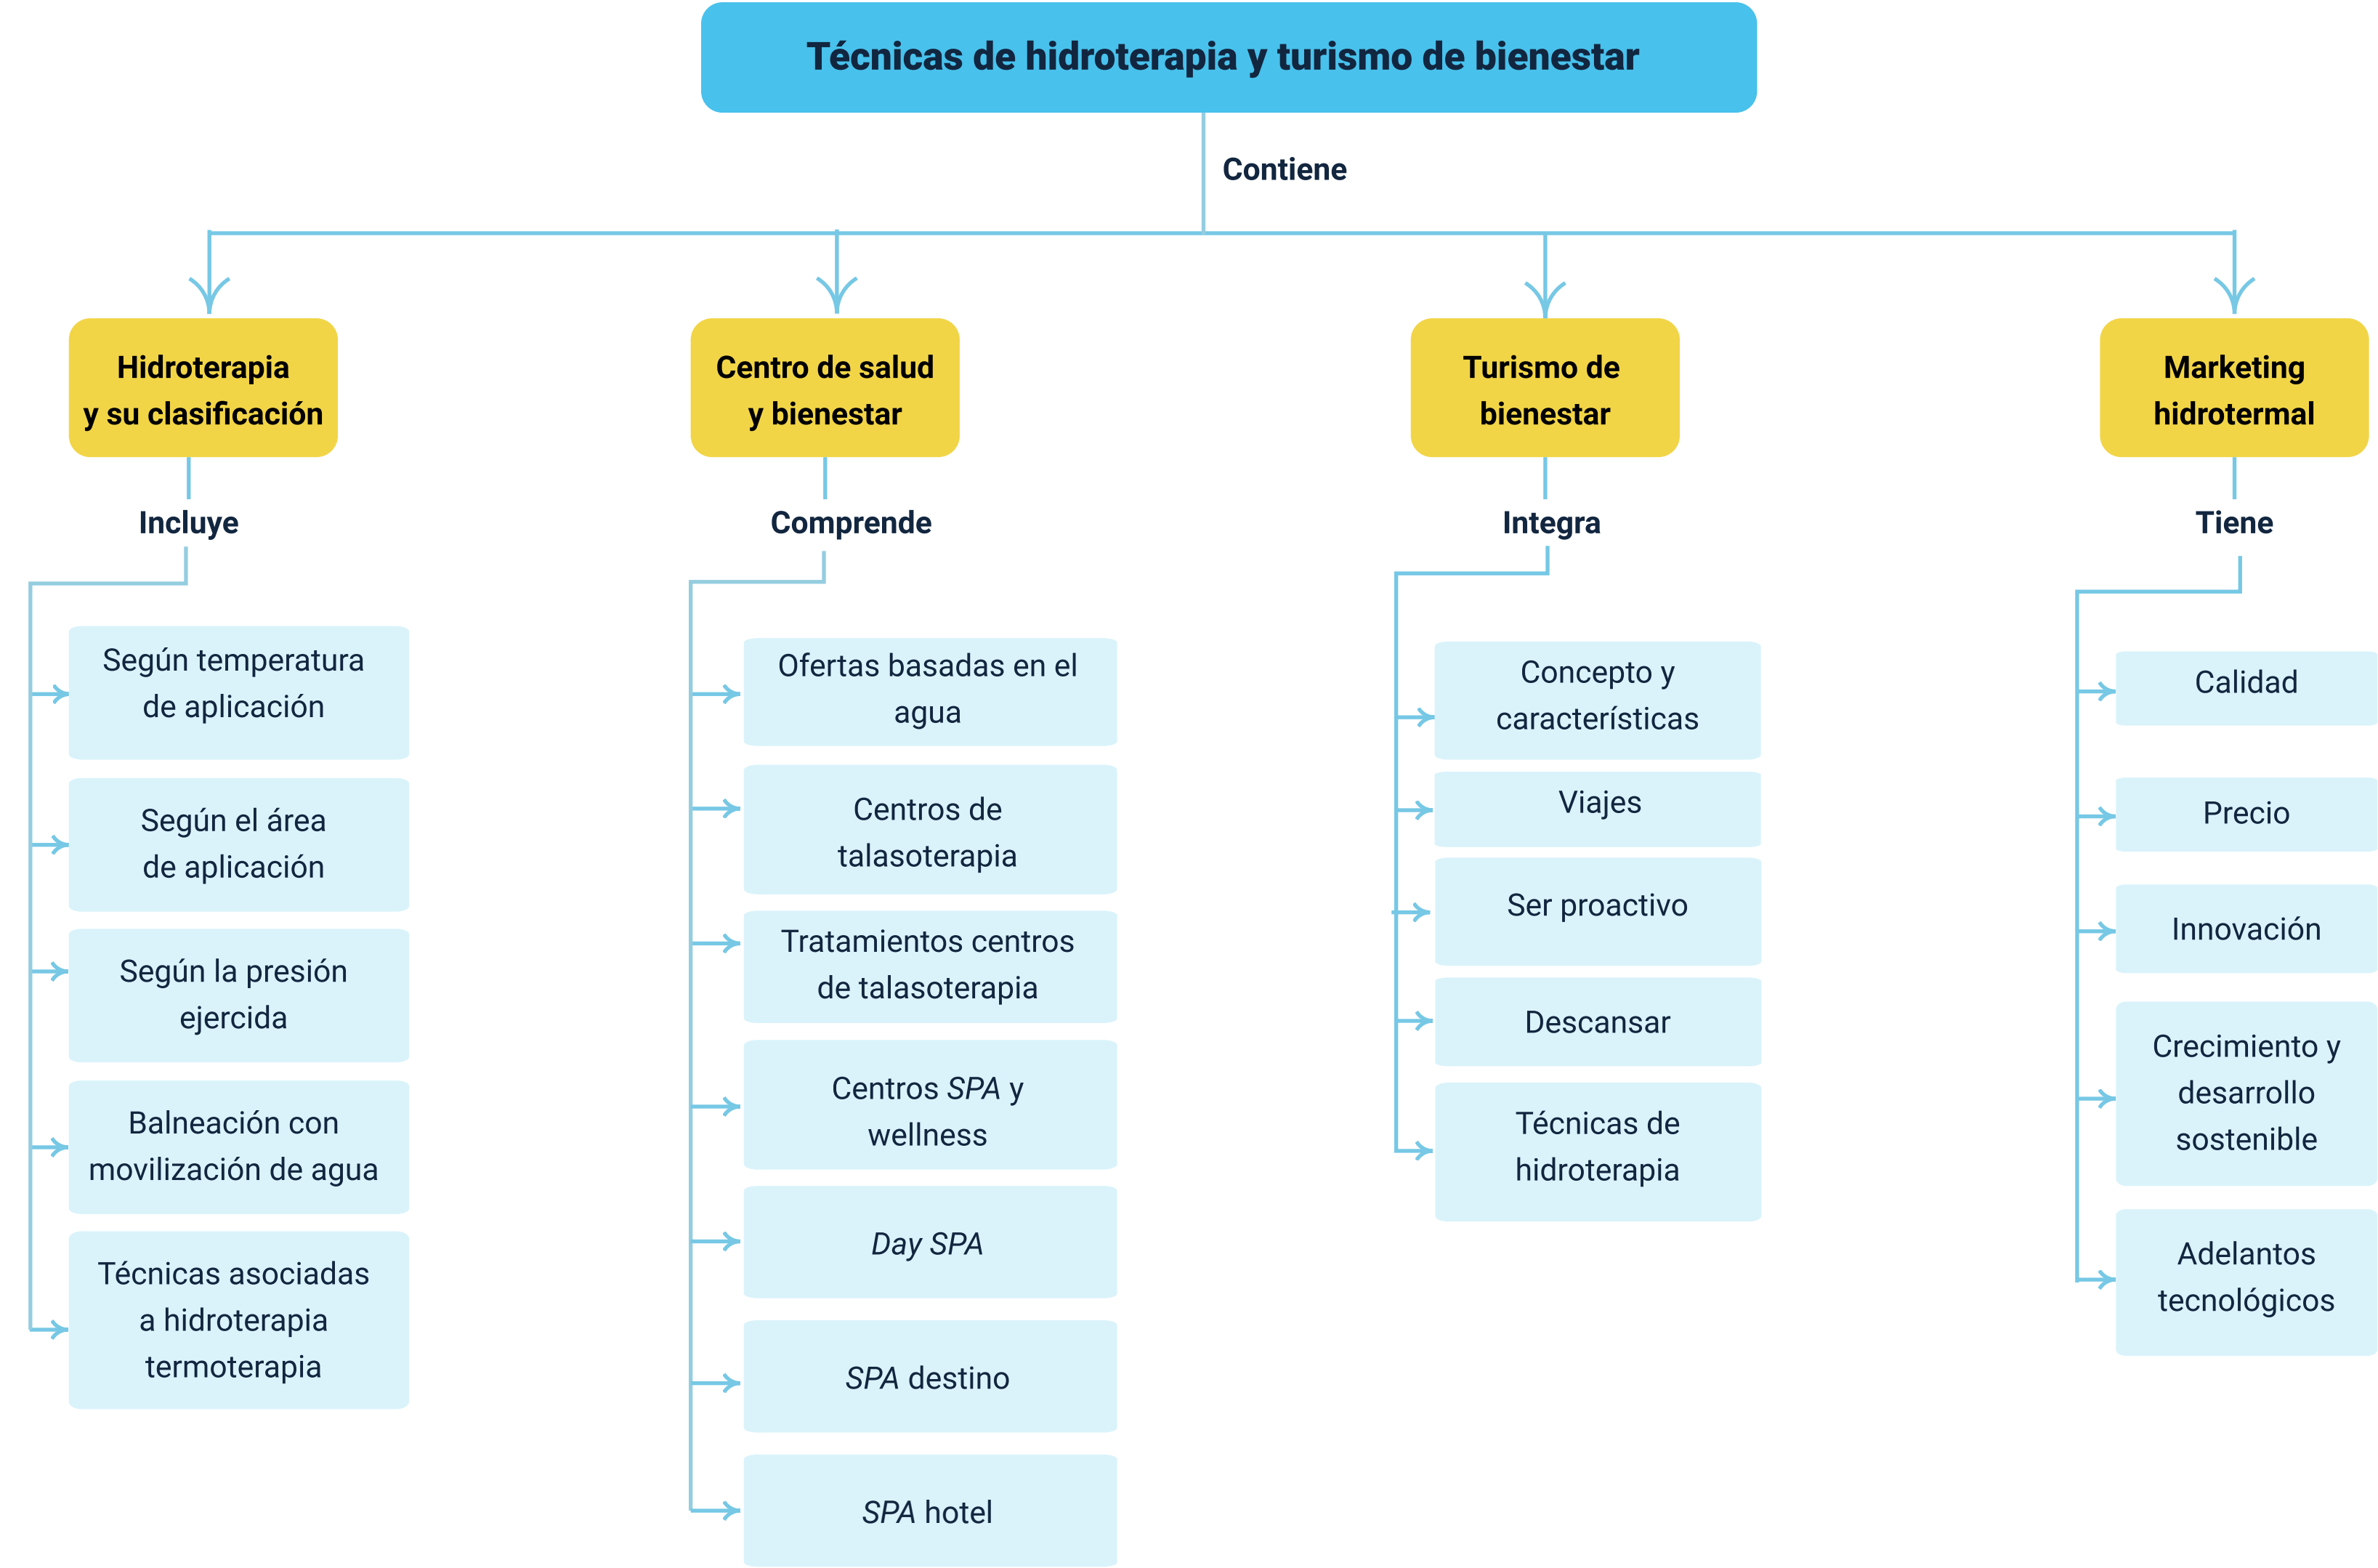 Técnicas de hidroterapia y turismo de bienestar
Contiene
Hidroterapia
y su clasificación
Incluye
Según temperatura
de aplicación
Según el área
de aplicación
Según la presión
ejercida
Balneación con
movilización de agua
Técnicas asociadas
a hidroterapia
termoterapia
Centro de salud
y bienestar
Comprende
Ofertas basadas en el
agua
Centros de
talasoterapia
Tratamientos centros
de talasoterapia
Centros SPA y
wellness
Day SPA
SPA destino
SPA hotel
Turismo de
bienestar
Integra
Concepto y
características
Viajes
Ser proactivo
Descansar
Técnicas de
hidroterapia
Marketing
hidrotermal
Tiene
Calidad
Precio
Innovación
Crecimiento y
desarrollo
sostenible
Adelantos
tecnológicos